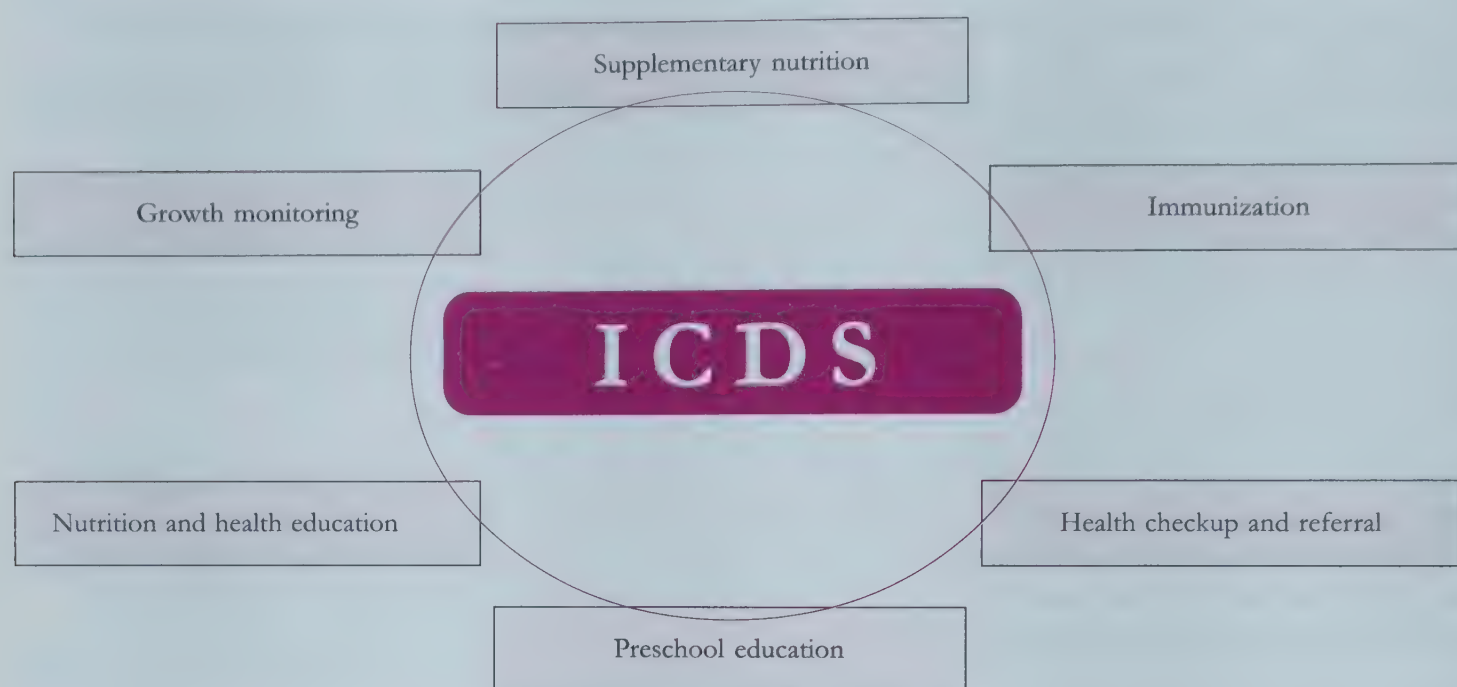 Supplementary nutrition
Growth monitoring
Immunization
ICDS
Nutrition and health education
Health checkup and referral
Preschool education